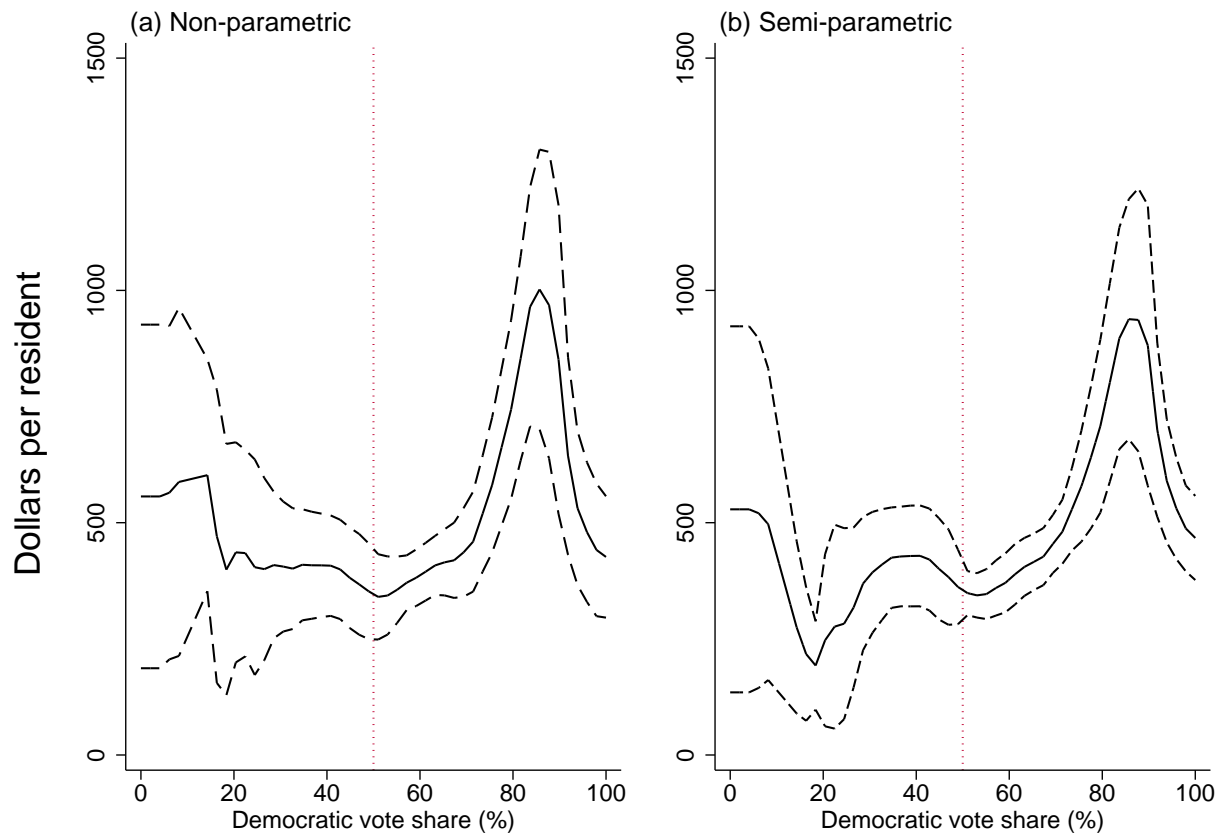 (a) Non-parametric
(b) Semi-parametric
Dollars per resident
1500
1000
500
0
0 20 40 60 80 100
Democratic vote share (%)
1500
1000
500
0
0 20 40 60 80 100
Democratic vote share (%)